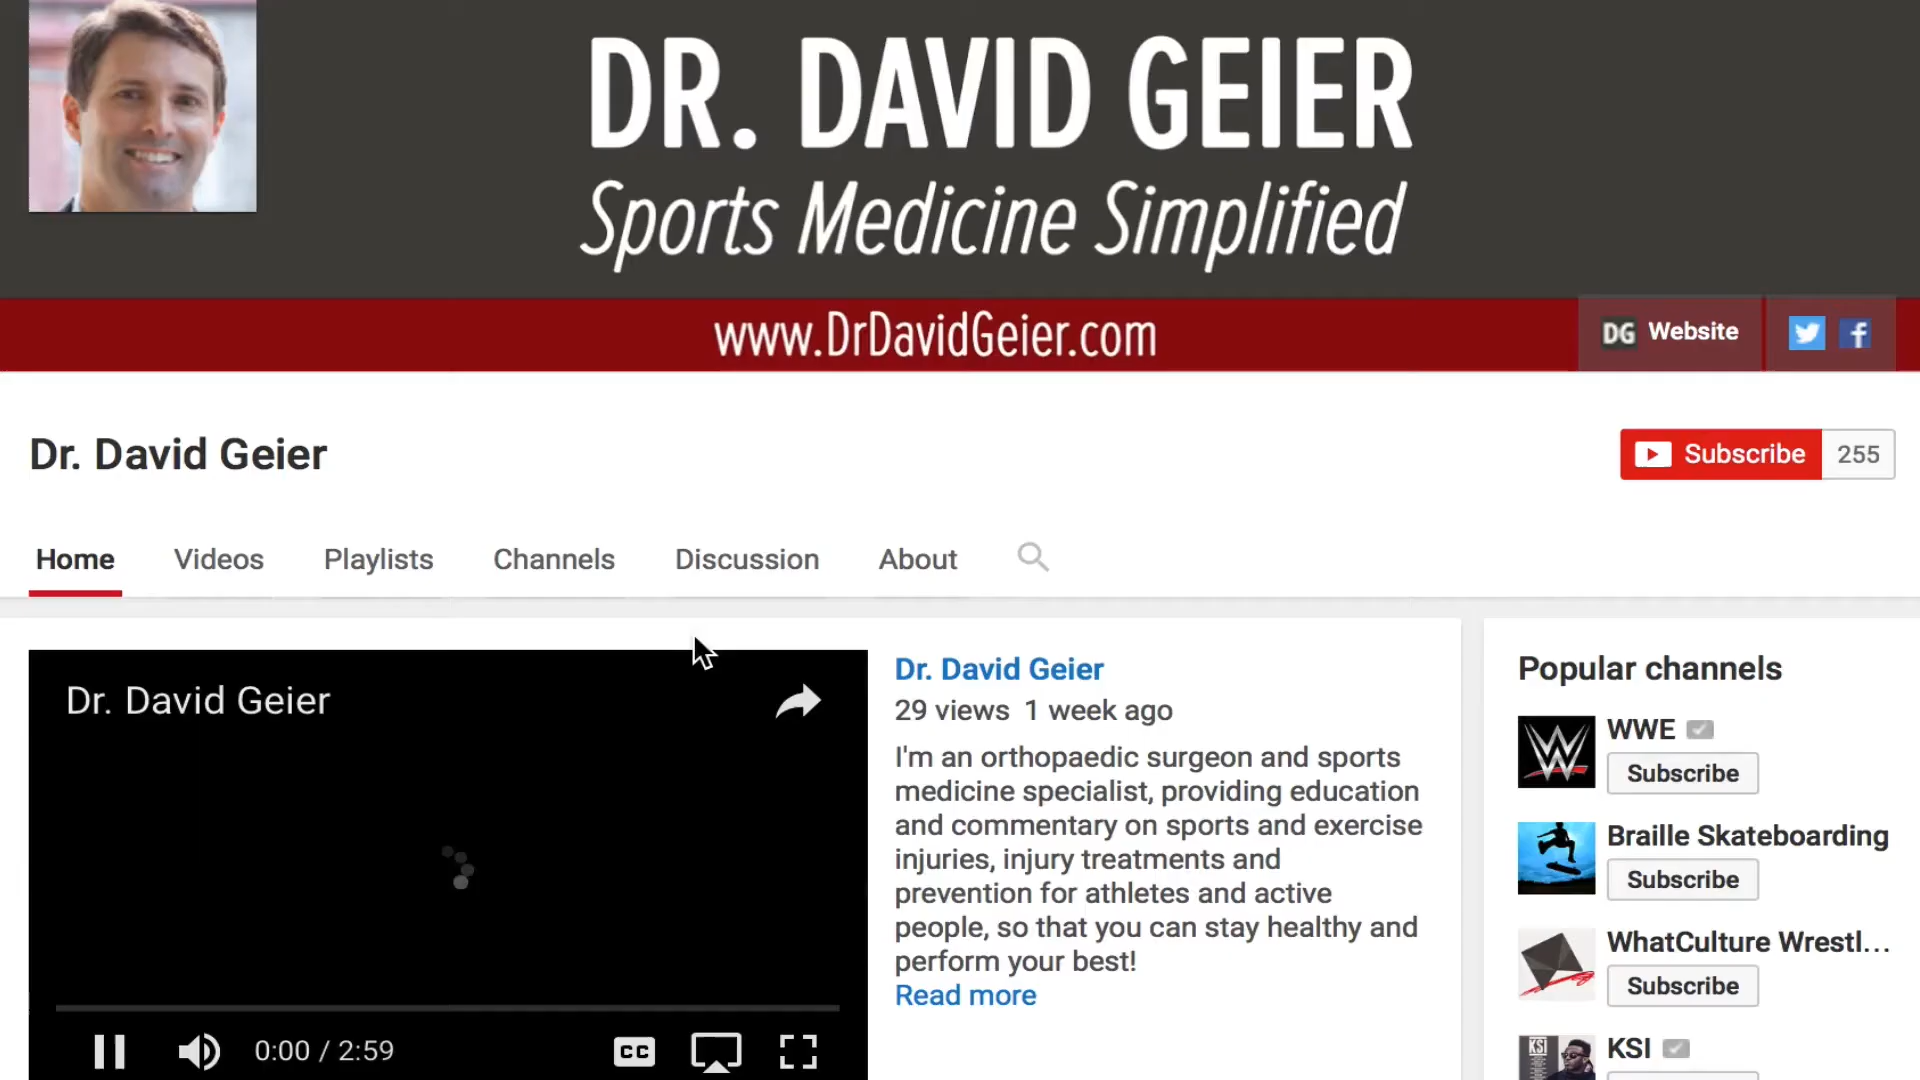 DR. DAVID GEIER
Sports Medicine Simplified
www.DrDavidGeier.com
DG Website
Dr. David Geier
Subscribe 255
Home Videos Playlists Channels Discussion About
Dr. David Geier
0:00 / 2:59
CC
Dr. David Geier
29 views 1 week ago
I'm an orthopaedic surgeon and sports
medicine specialist, providing education
and commentary on sports and exercise
injuries, injury treatments and
prevention for athletes and active
people, so that you can stay healthy and
perform your best!
Read more
Popular channels
WWE
Subscribe
Braille Skateboarding
Subscribe
WhatCulture Wrestl...
Subscribe
KSI
KSI